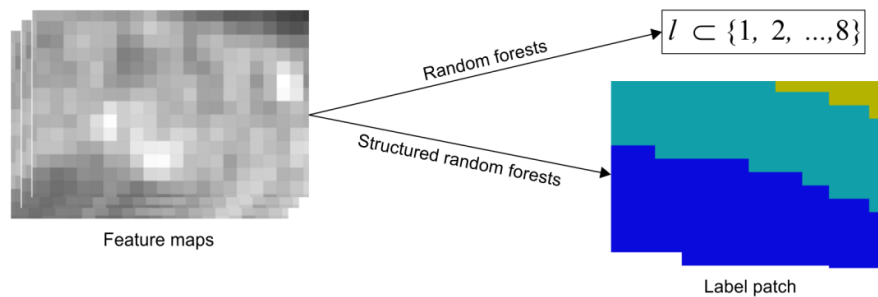 Random forests
l ⊂ {1, 2, ...,8}
Structured random forests
Feature maps
Label patch